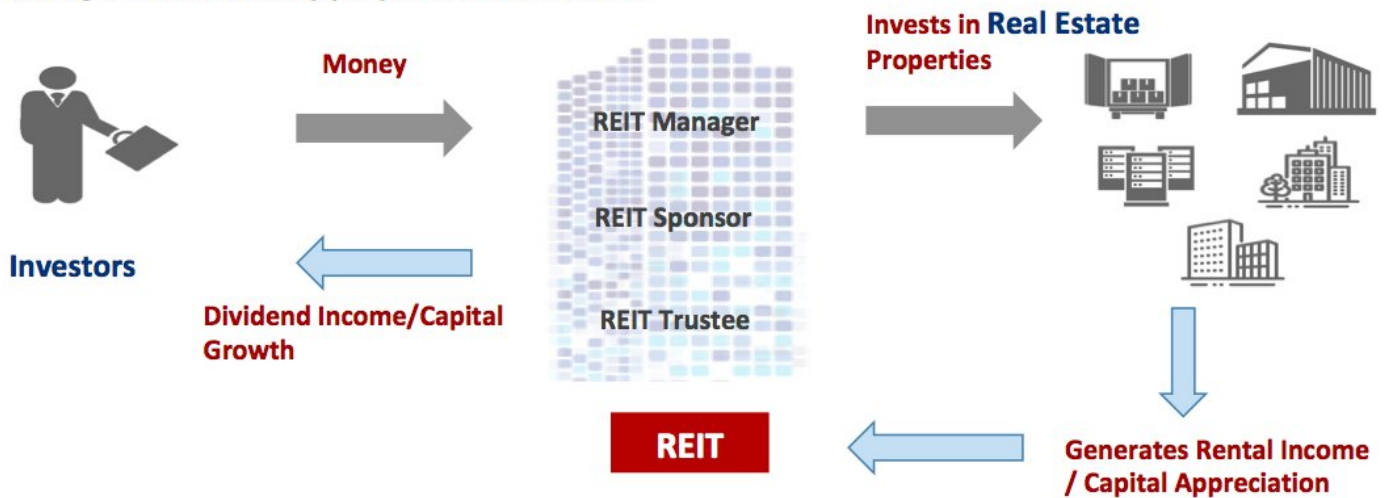 Money
Invests in Real Estate
Properties
REIT Manager
REIT Sponsor
REIT Trustee
Investors
Dividend Income/Capital
Growth
REIT
Generates Rental Income
/ Capital Appreciation